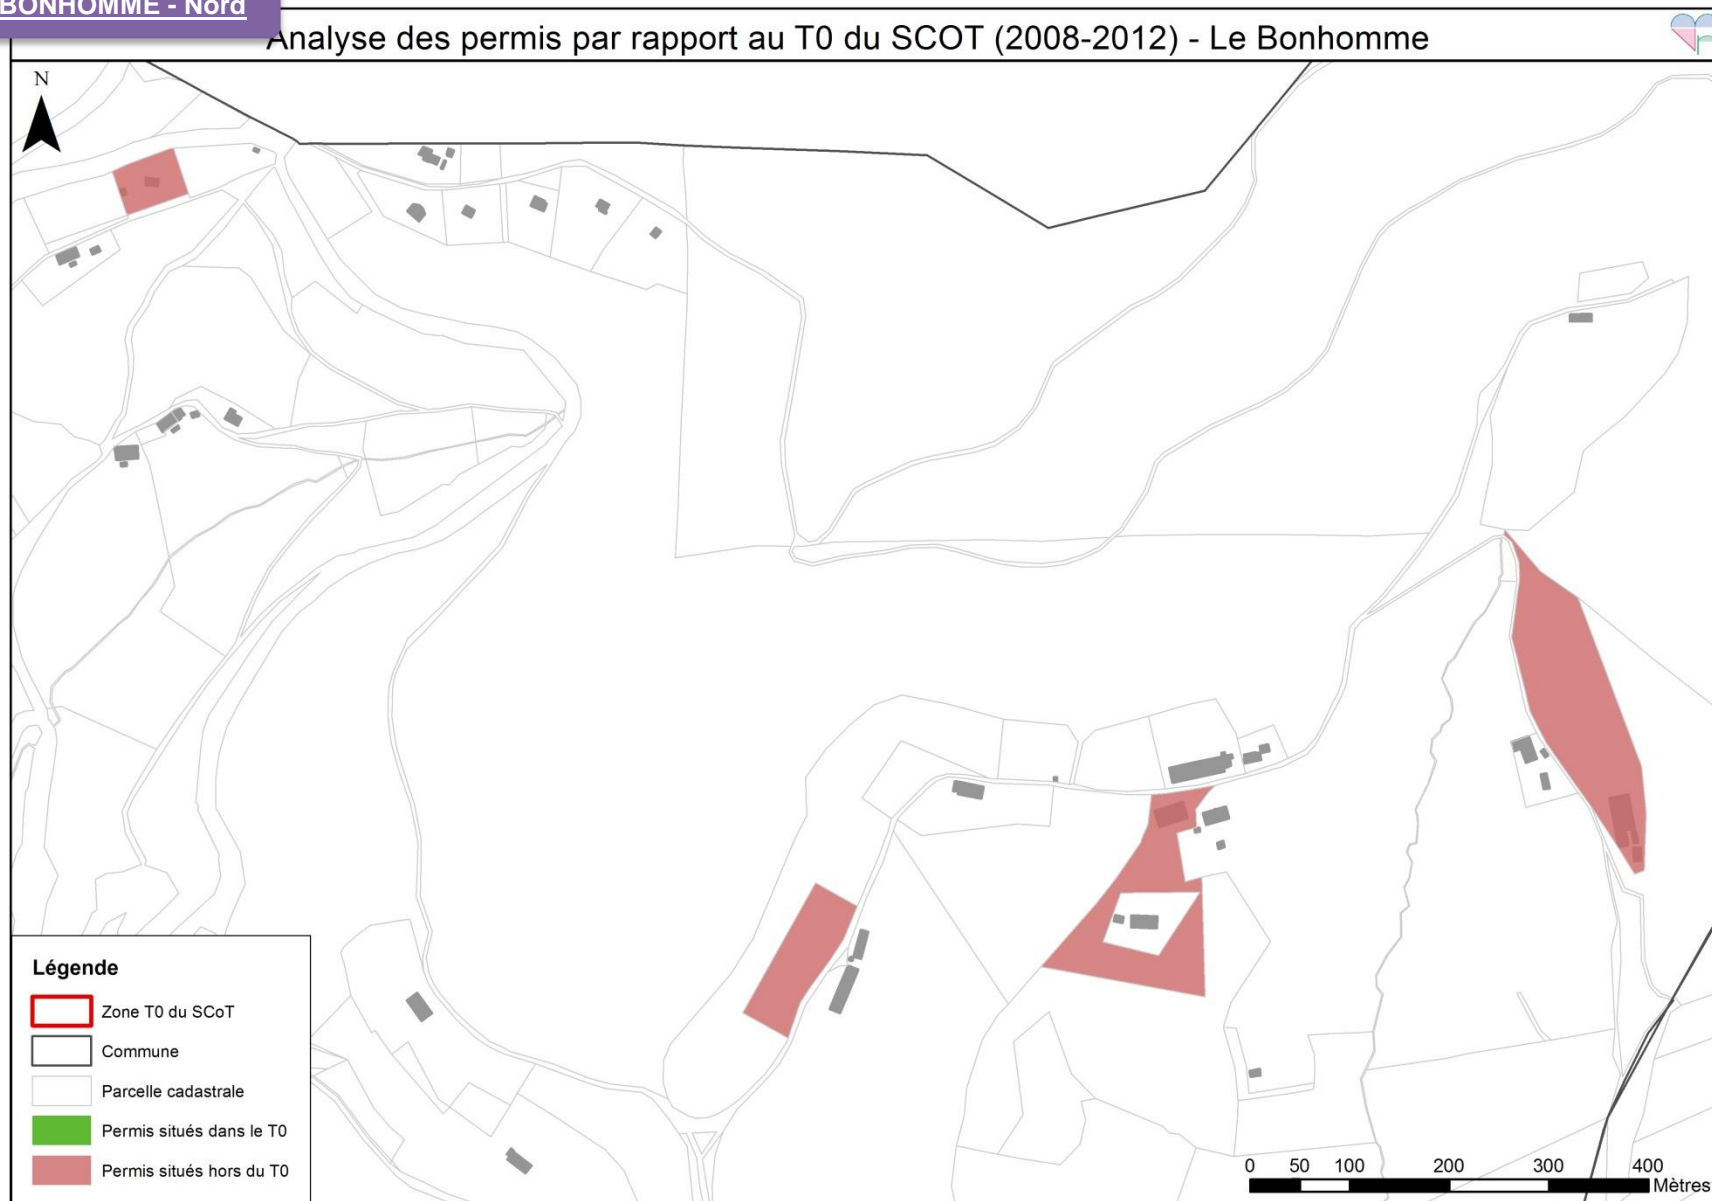 BONHOMME - Nord
Analyse des permis par rapport au T0 du SCOT (2008-2012) - Le Bonhomme
N
Légende
Zone T0 du SCoT
Commune
Parcelle cadastrale
Permis situés dans le T0
Permis situés hors du T0
0 50 100 200 300 400
Mètres